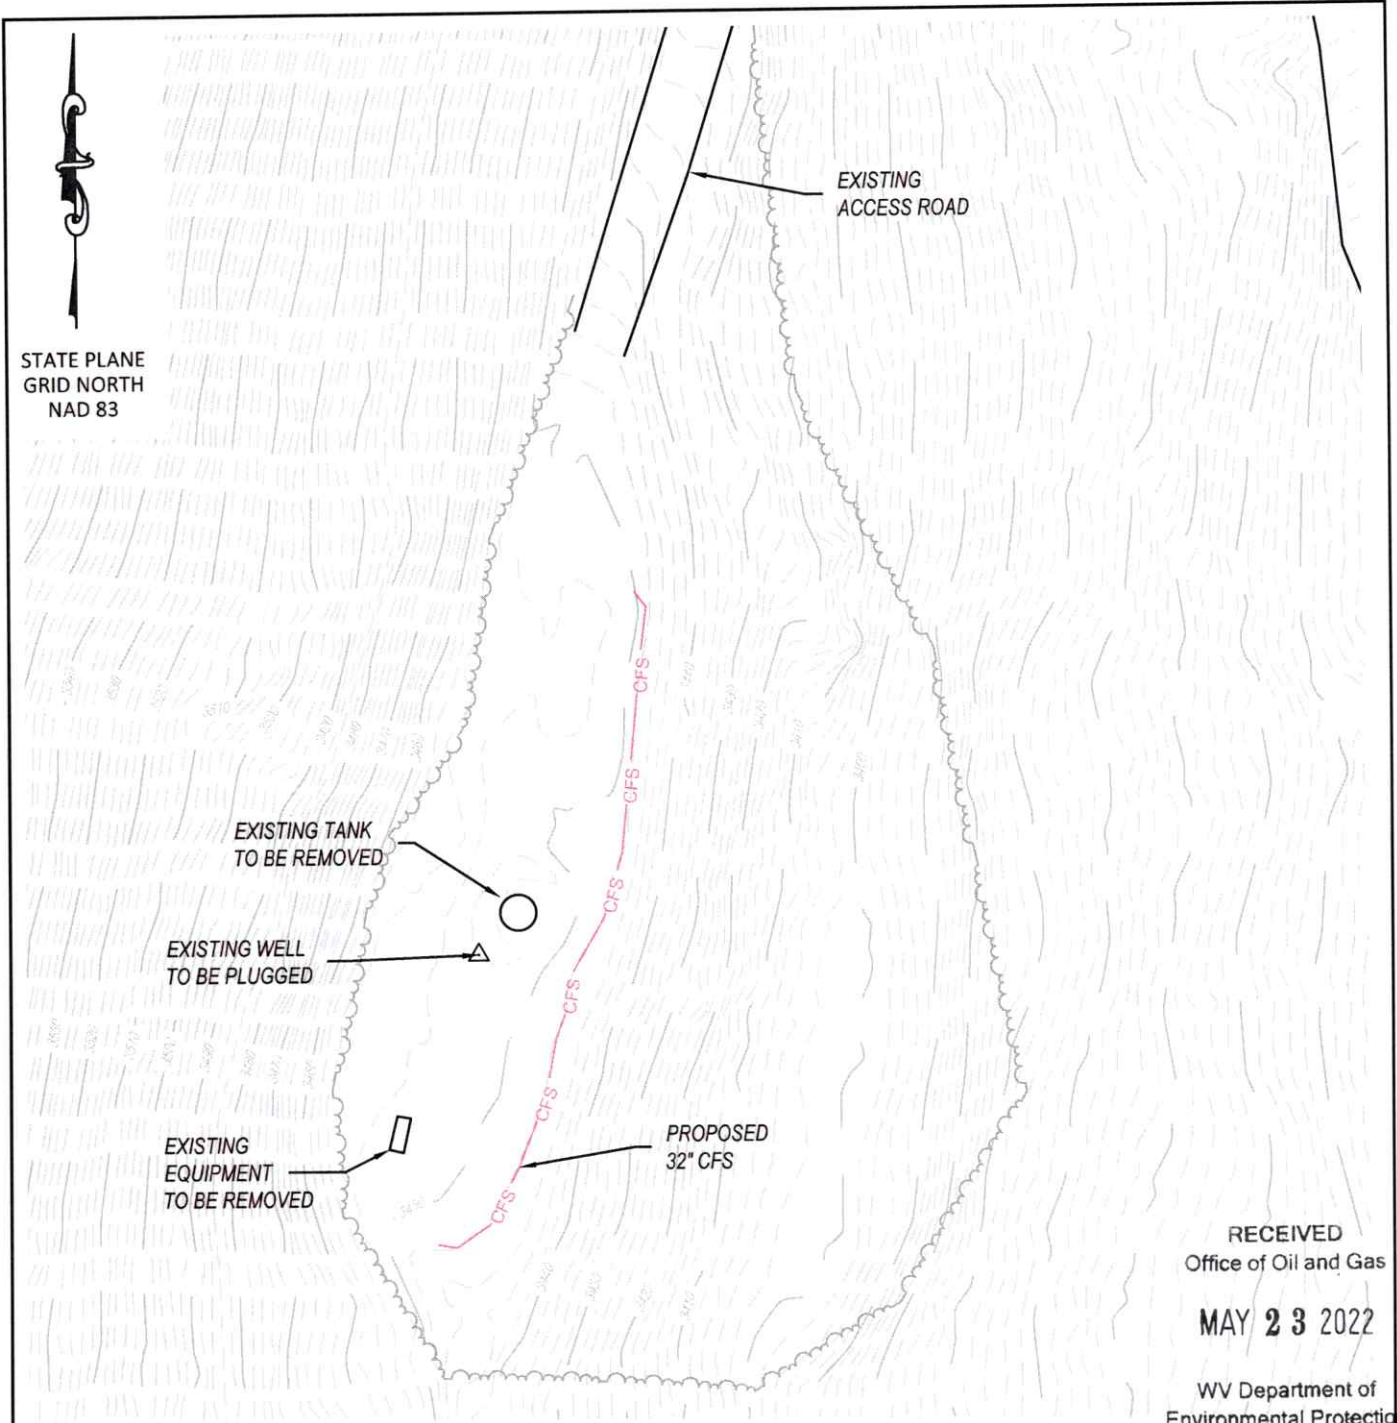 EXISTING
ACCESS ROAD
STATE PLANE
GRID NORTH
NAD 83
CFS
CFS
EXISTING TANK
TO BE REMOVED
CFS
EXISTING WELL
TO BE PLUGGED
CFS
CFS
PROPOSED
32" CFS
EXISTING
EQUIPMENT
TO BE REMOVED
CFS
RECEIVED
Office of Oil and Gas
MAY 23 2022
WV Department of
Environmental Protectio